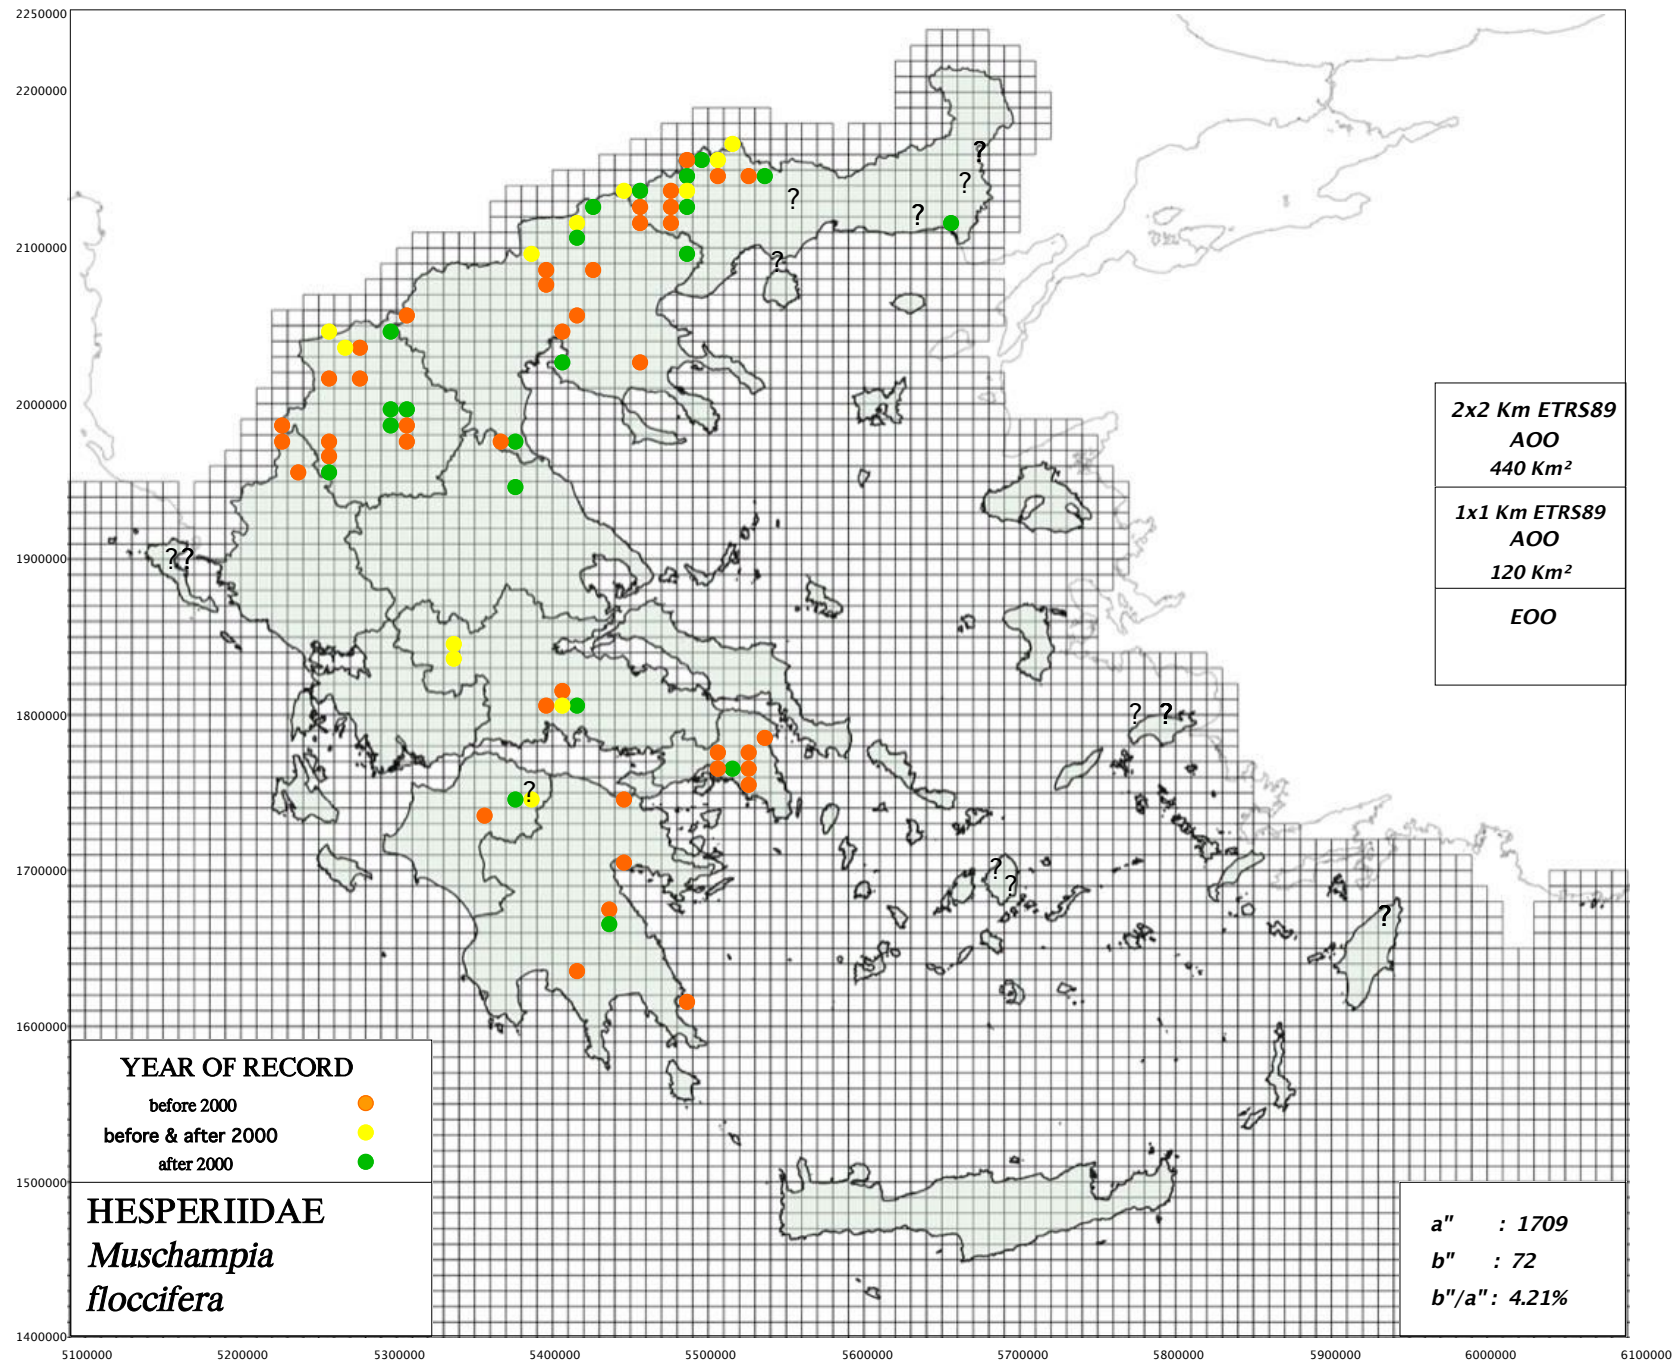 2250000
2200000
2100000
2000000
1900000
1800000
1700000
1600000
1500000
1400000
?
?
?
?
?
??
?
?
?
?
?
?
2x2 Km ETRS89
AOO
440 Km²
1x1 Km ETRS89
AOO
120 Km²
EOO
YEAR OF RECORD
before 2000
before & after 2000
after 2000
HESPERIIDAE
Muschampia
floccifera
a" : 1709
b" : 72
b"/a" : 4.21%
5100000 5200000 5300000 5400000 5500000 5600000 5700000 5800000 5900000 6000000 6100000